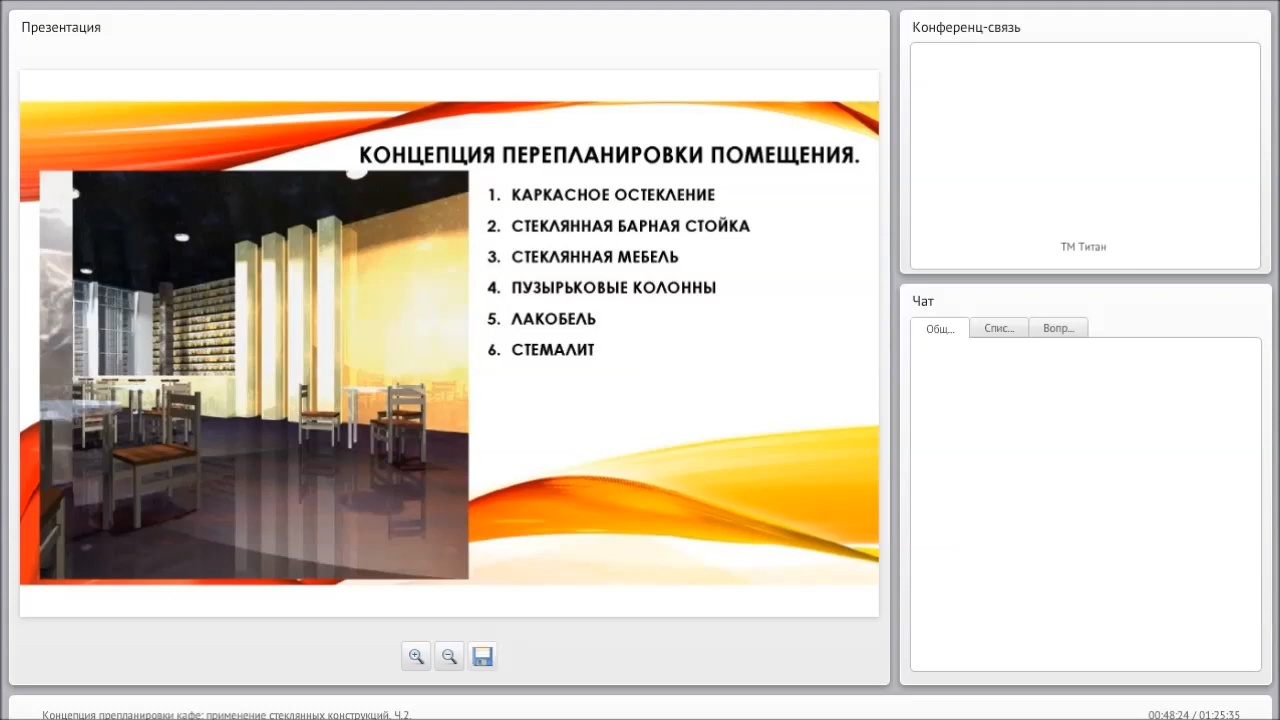 Презентация
КОНЦЕПЦИЯ ПЕРЕПЛАНИРОВКИ ПОМЕЩЕНИЯ.
1. КАРКАСНОЕ ОСТЕКЛЕНИЕ
2. СТЕКЛЯННАЯ БАРНАЯ СТОЙКА
3. СТЕКЛЯННАЯ МЕБЕЛЬ
4. ПУЗЫРЬКОВЫЕ КОЛОННЫ
5. ЛАКОБЕЛЬ
6. СТЕМАЛИТ
Конференц-связь
ТМ Титан
Чат
Общ... Спис... Вопр...
Концепция препланировки кафе: применение стеклянных конструкций. Ч.2.
00:48:24 / 01:25:35